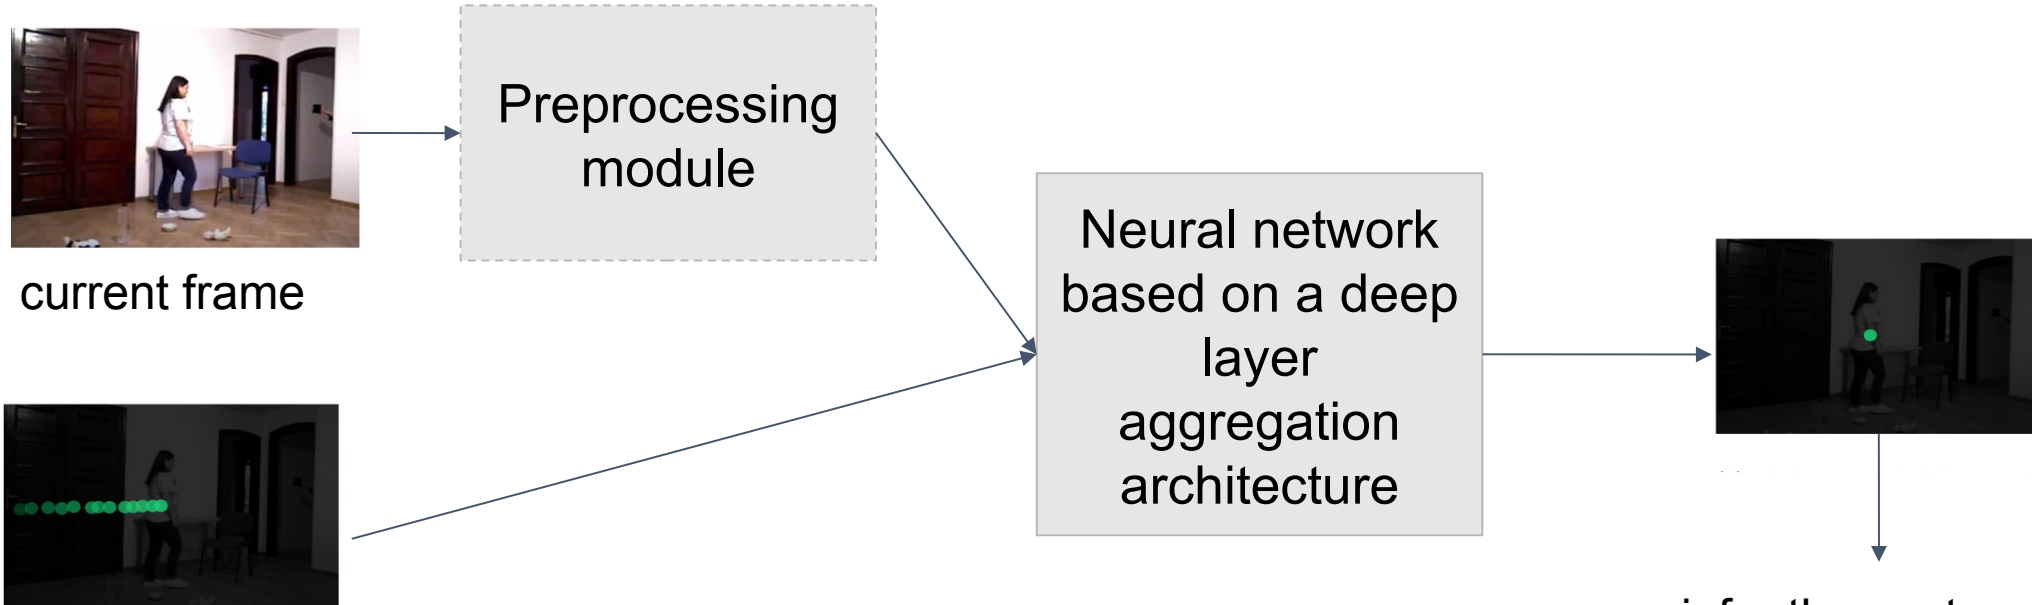 Preprocessing
module
current frame
Neural network
based on a deep
layer
aggregation
architecture